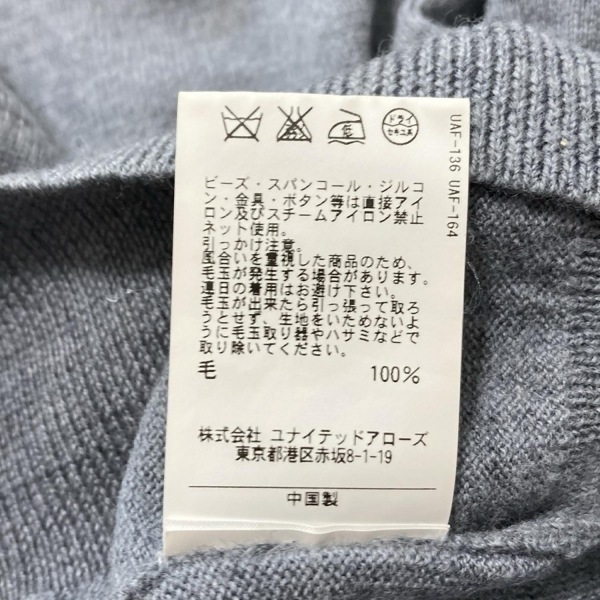 低
ドライ
セキユ系
UAF-136 UAF-164
ビーズ・スパンコール・ジルコ
ン・金具・ボタン等は直接アイ
ロン及びスチームアイロン禁止
ネット使用。
引っかけ注意。
風合いを重視した商品のため、
毛玉が発生する場合があります。
連日の着用はお避け下さい。
毛玉が出来たら引っ張って取ろ
うとせず、生地をいためないよ
うに毛玉取り器やハサミなどで
取り除いてください。
毛 100%
株式会社 ユナイテッドアローズ
東京都港区赤坂8-1-19
中国製